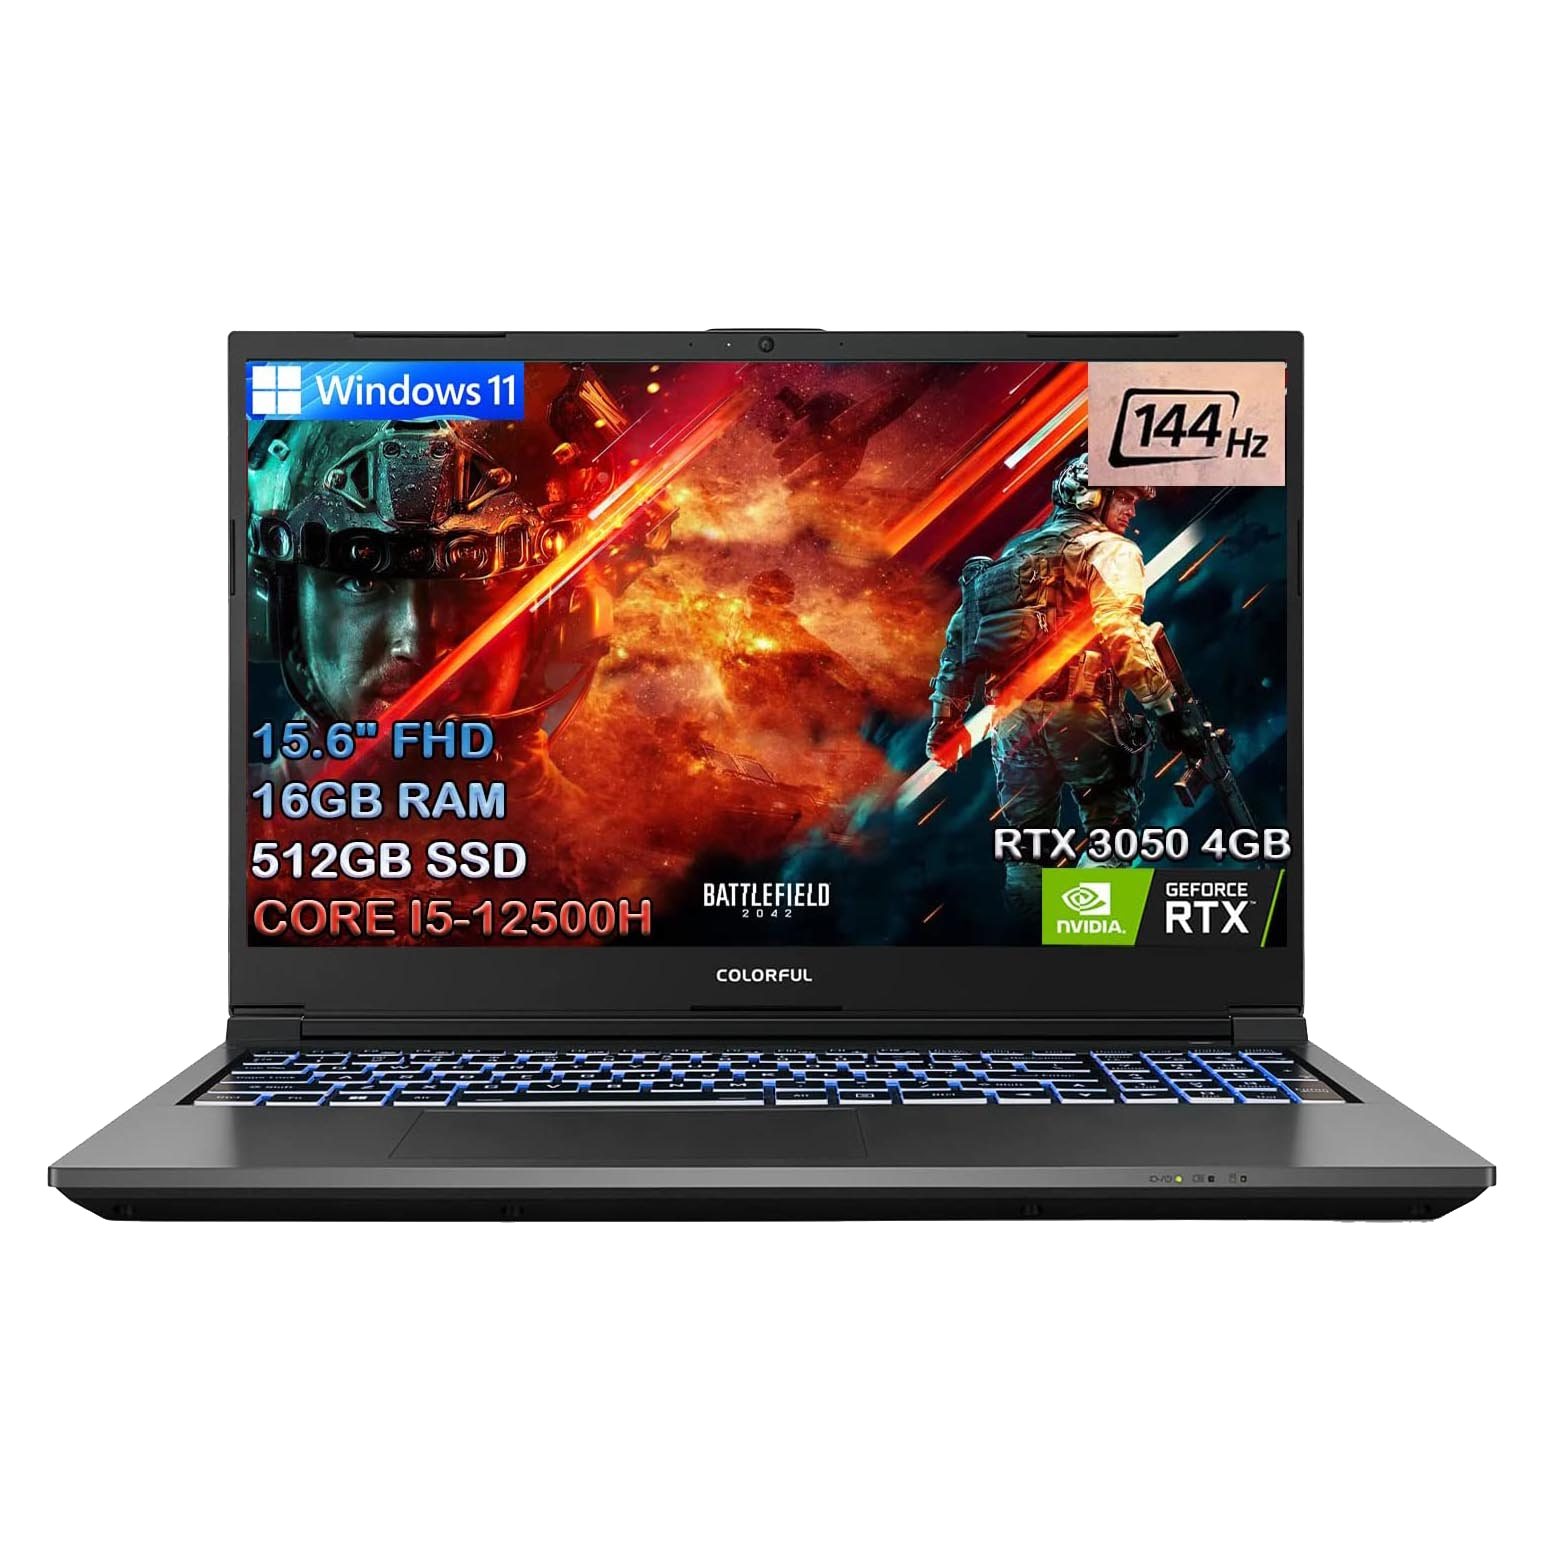 Windows 11
144Hz
15.6" FHD
16GB RAM
512GB SSD
CORE I5-12500H
RTX 3050 4GB
BATTLEFIELD
2042
NVIDIA.
GEFORCE
RTX™
COLORFUL